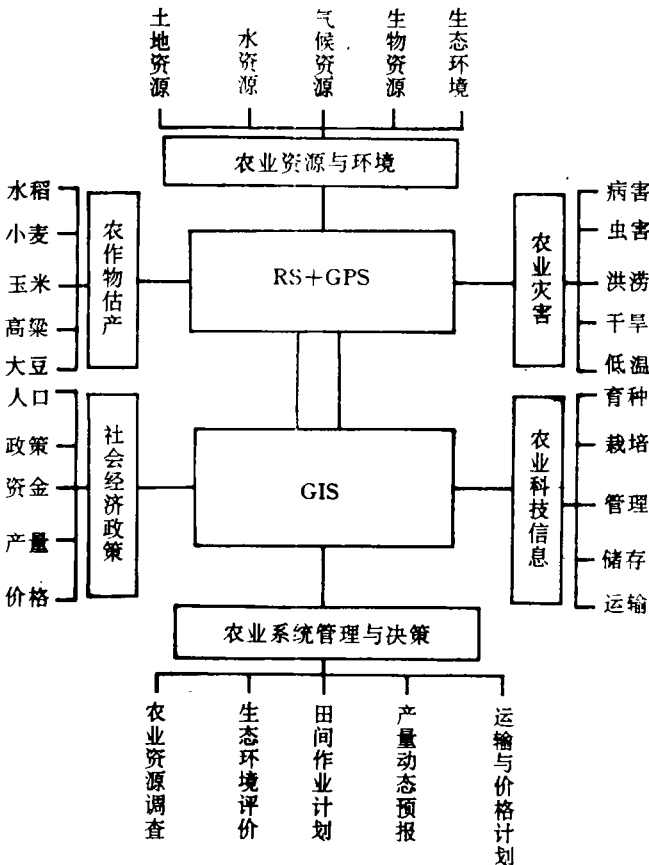 土地资源
水资源
气候资源
生物资源
生态环境
农业资源与环境
水稻
小麦
玉米
高粱
大豆
农作物估产
RS+GPS
农业灾害
病害
虫害
洪涝
干旱
低温
人口
政策
资金
产量
价格
社会经济政策
GIS
农业科技信息
育种
栽培
管理
储存
运输
农业系统管理与决策
农业资源调查
生态环境评价
田间作业计划
产量动态预报
运输与价格计划